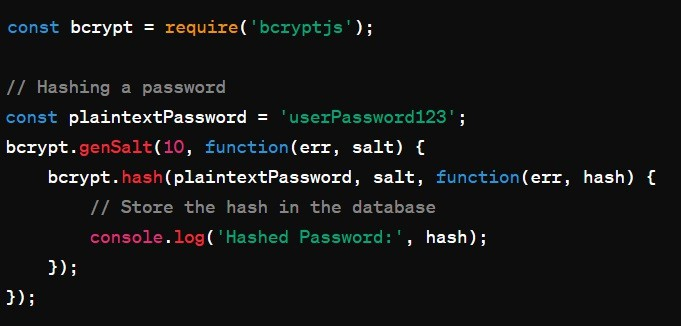 const bcrypt = require('bcryptjs');
// Hashing a password
const plaintextPassword = 'userPassword123';
bcrypt.genSalt(10, function(err, salt) {
    bcrypt.hash(plaintextPassword, salt, function(err, hash) {
        // Store the hash in the database
        console.log('Hashed Password:', hash);
    });
});